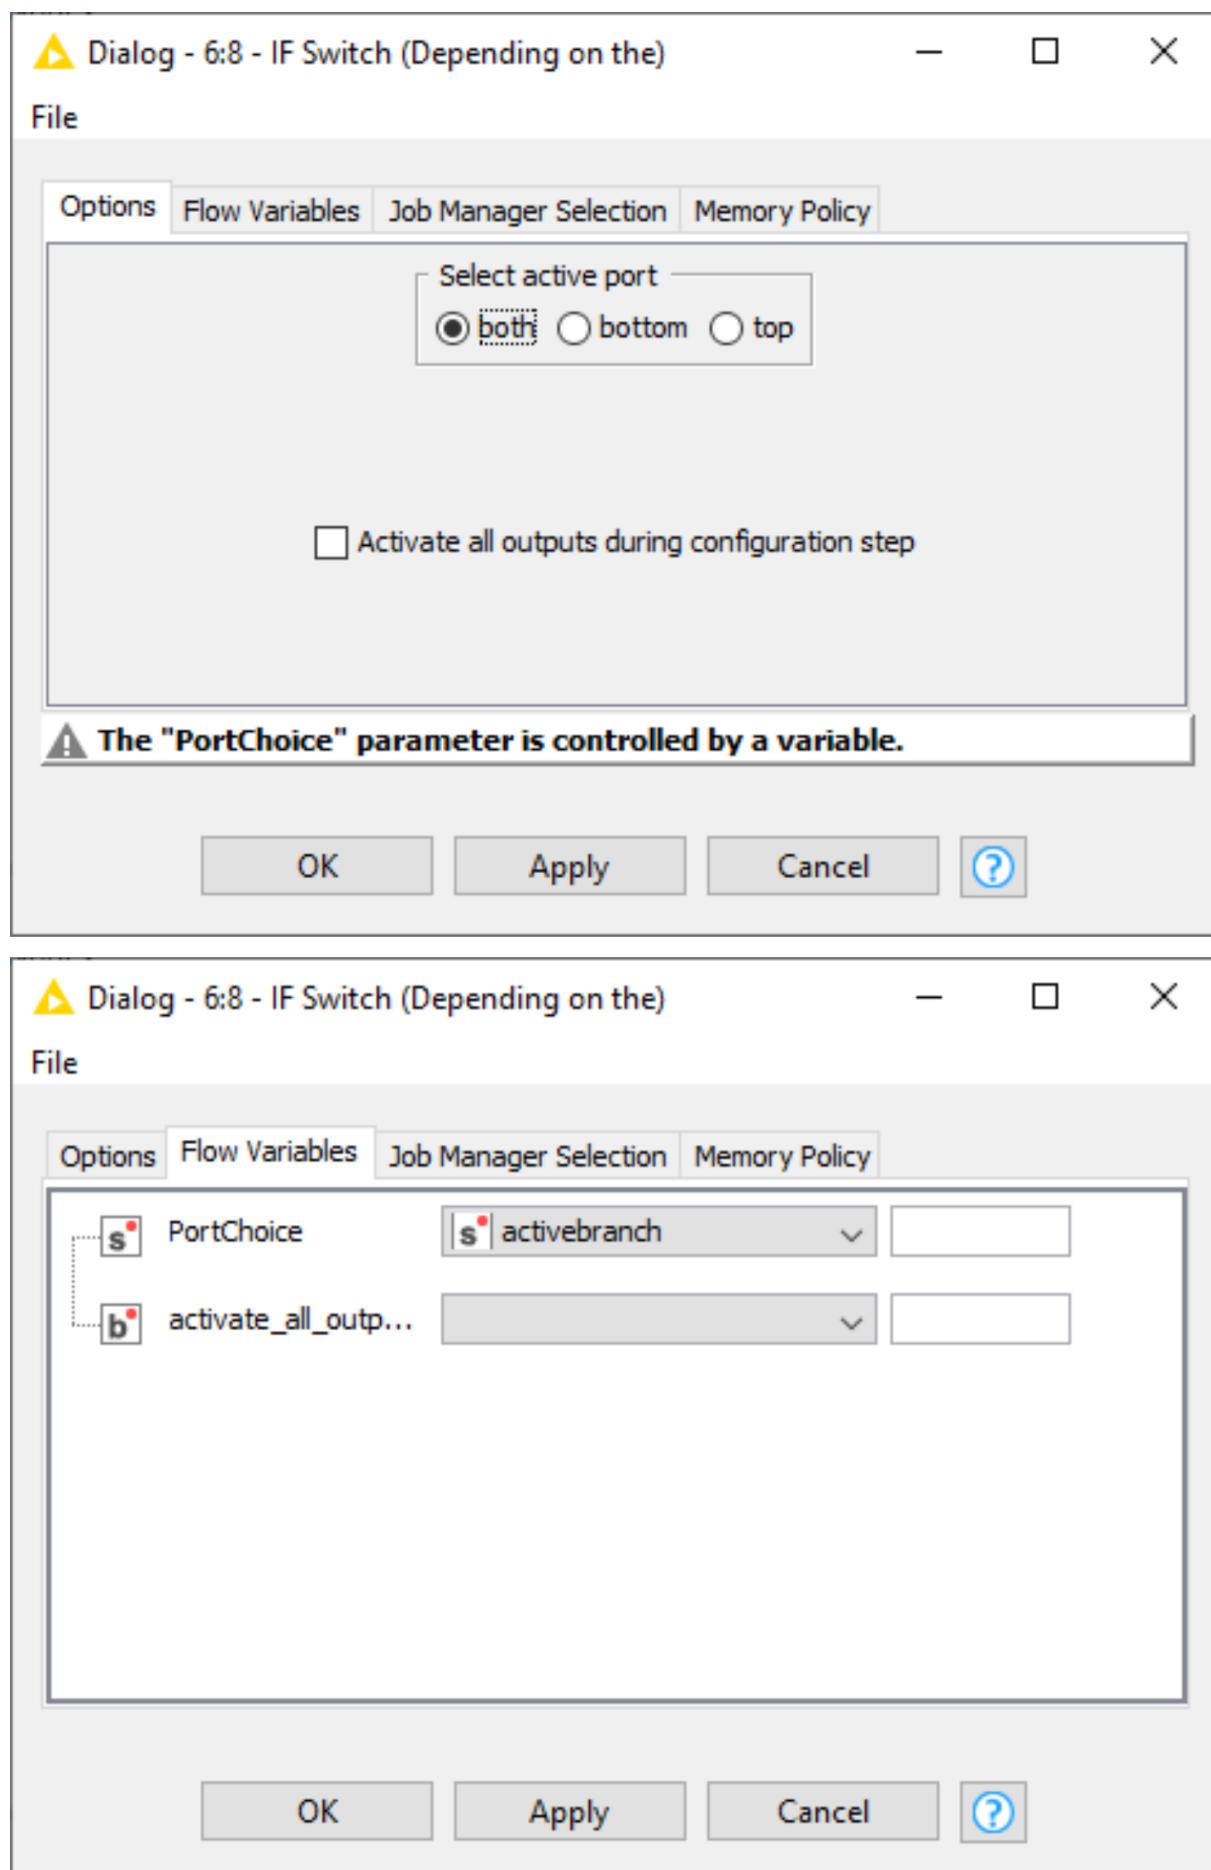 Dialog - 6:8 - IF Switch (Depending on the)
File
Options Flow Variables Job Manager Selection Memory Policy
Select active port
both bottom top
Activate all outputs during configuration step
The "PortChoice" parameter is controlled by a variable.
OK Apply Cancel ?
Dialog - 6:8 - IF Switch (Depending on the)
File
Options Flow Variables Job Manager Selection Memory Policy
s PortChoice s activebranch
b activate_all_outp...
OK Apply Cancel ?